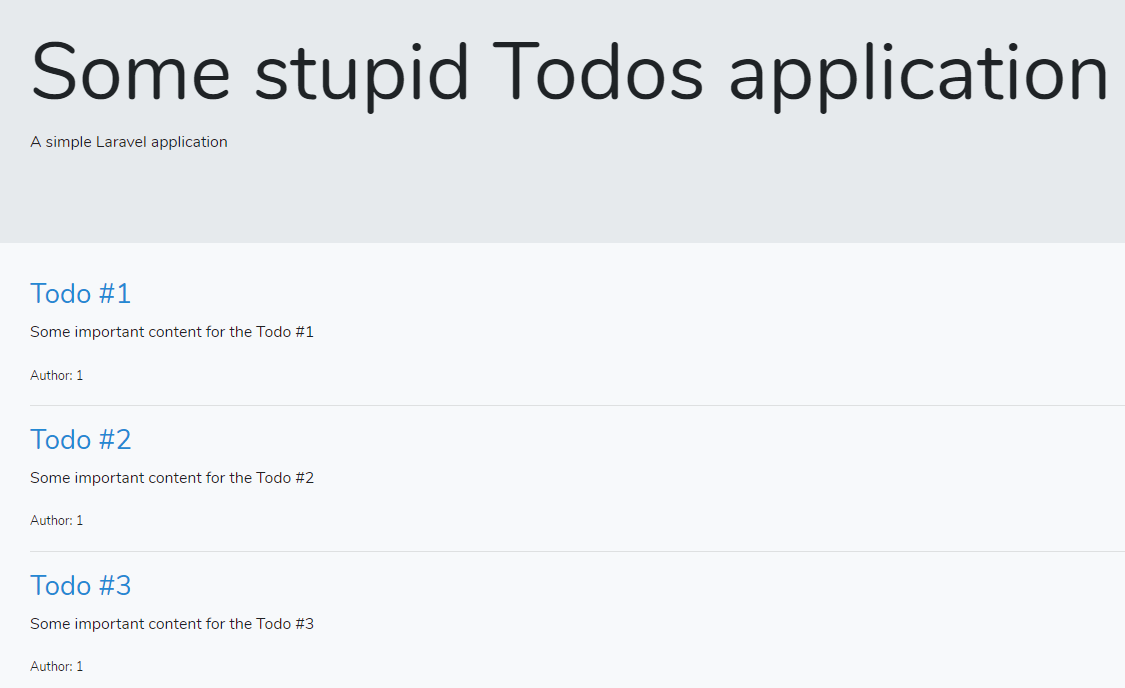 Some stupid Todos application
A simple Laravel application
Todo #1
Some important content for the Todo #1
Author: 1
Todo #2
Some important content for the Todo #2
Author: 1
Todo #3
Some important content for the Todo #3
Author: 1